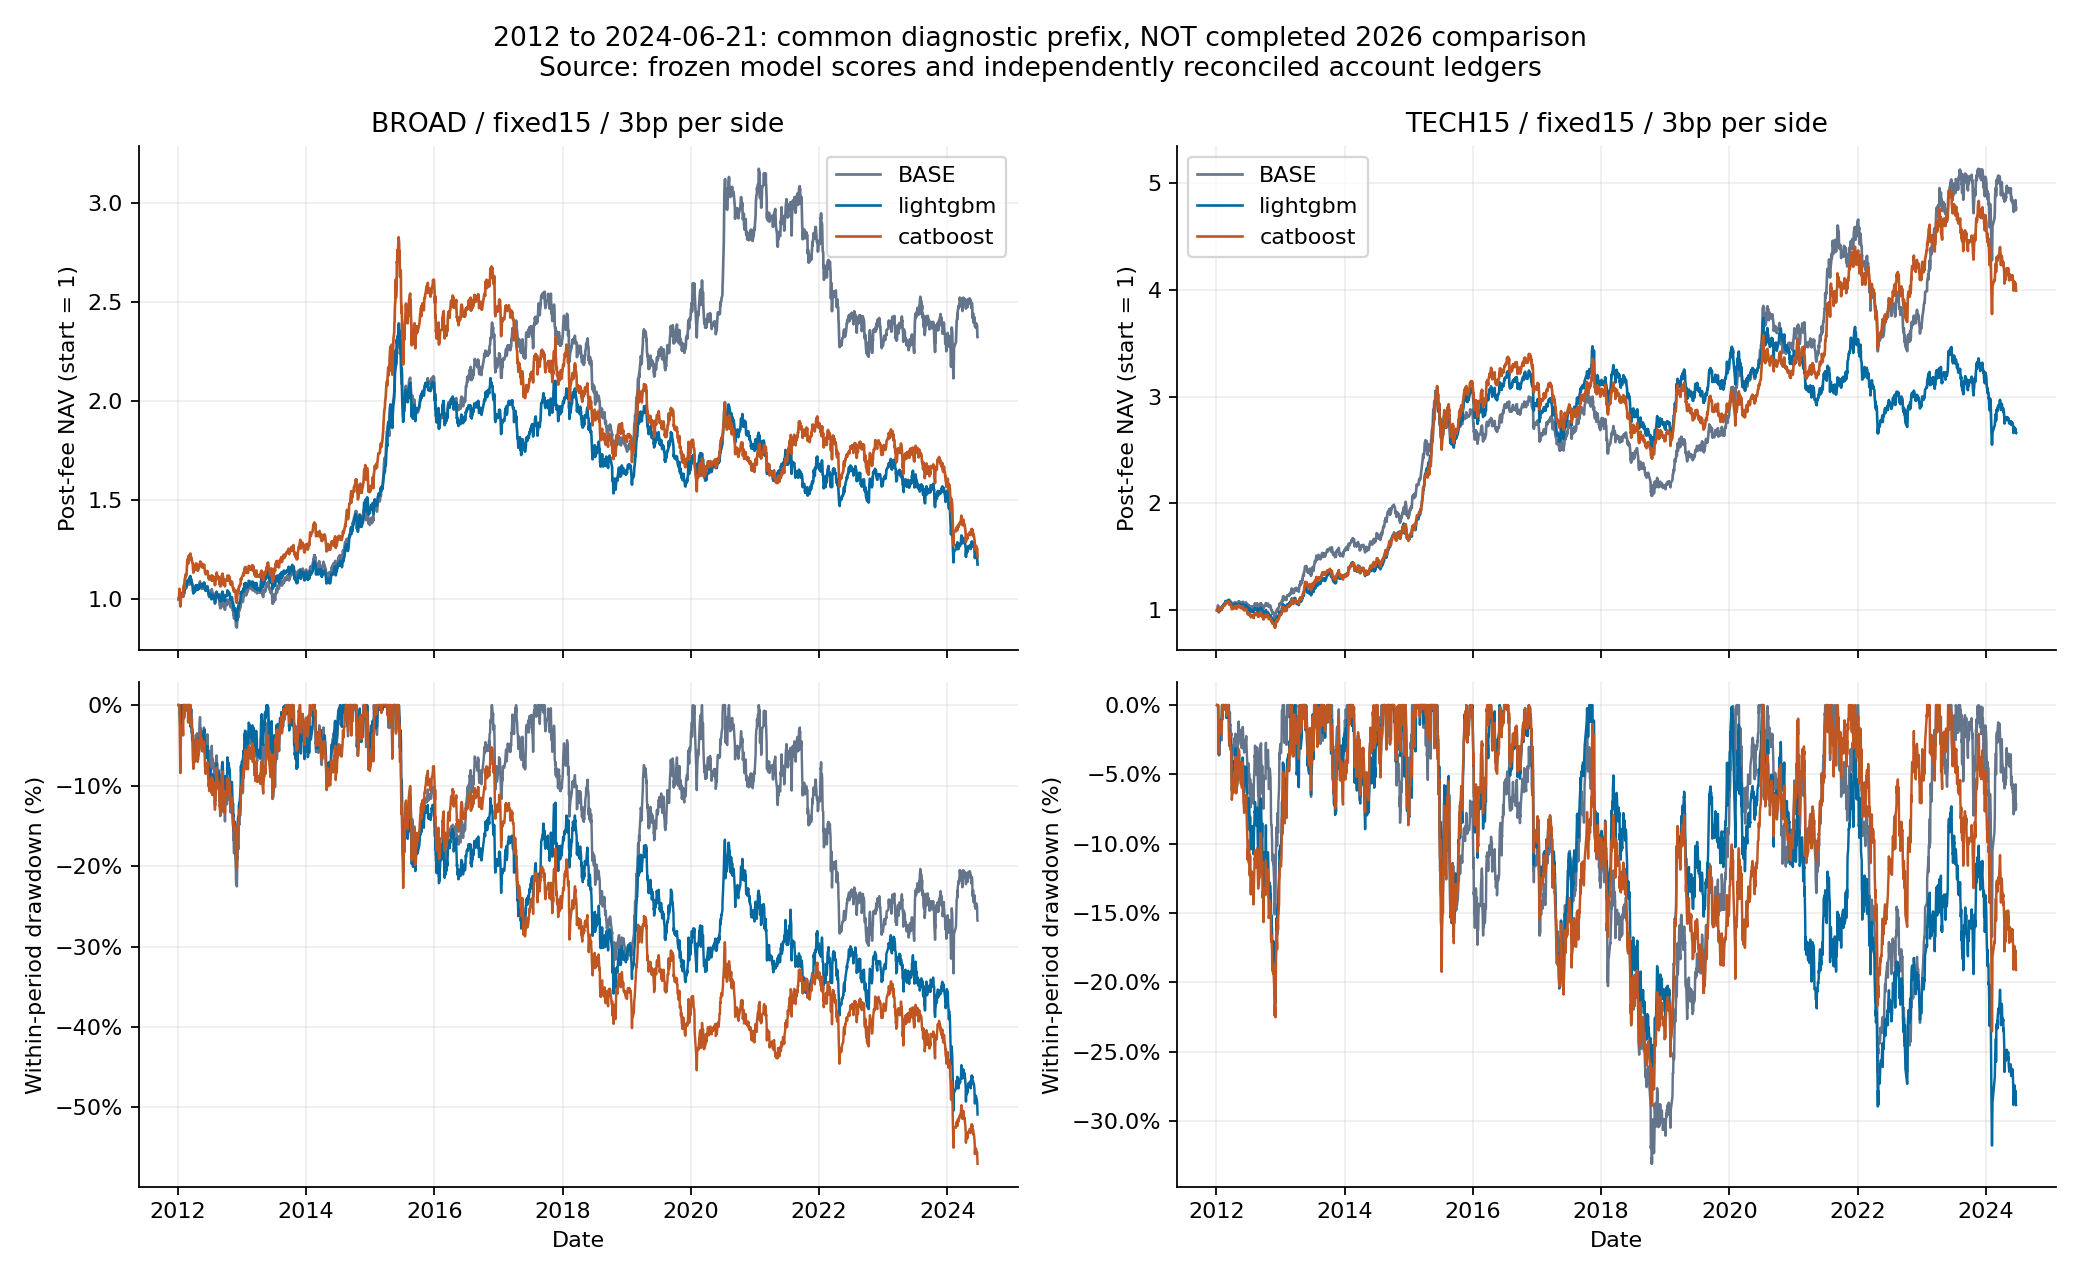 2012 to 2024-06-21: common diagnostic prefix, NOT completed 2026 comparison
Source: frozen model scores and independently reconciled account ledgers
BROAD / fixed15 / 3bp per side
Post-fee NAV (start = 1)
3.0
2.5
2.0
1.5
1.0
BASE
lightgbm
catboost
TECH15 / fixed15 / 3bp per side
Post-fee NAV (start = 1)
5
4
3
2
1
BASE
lightgbm
catboost
Within-period drawdown (%)
0%
−10%
−20%
−30%
−40%
−50%
2012 2014 2016 2018 2020 2022 2024
Date
Within-period drawdown (%)
0.0%
−5.0%
−10.0%
−15.0%
−20.0%
−25.0%
−30.0%
2012 2014 2016 2018 2020 2022 2024
Date